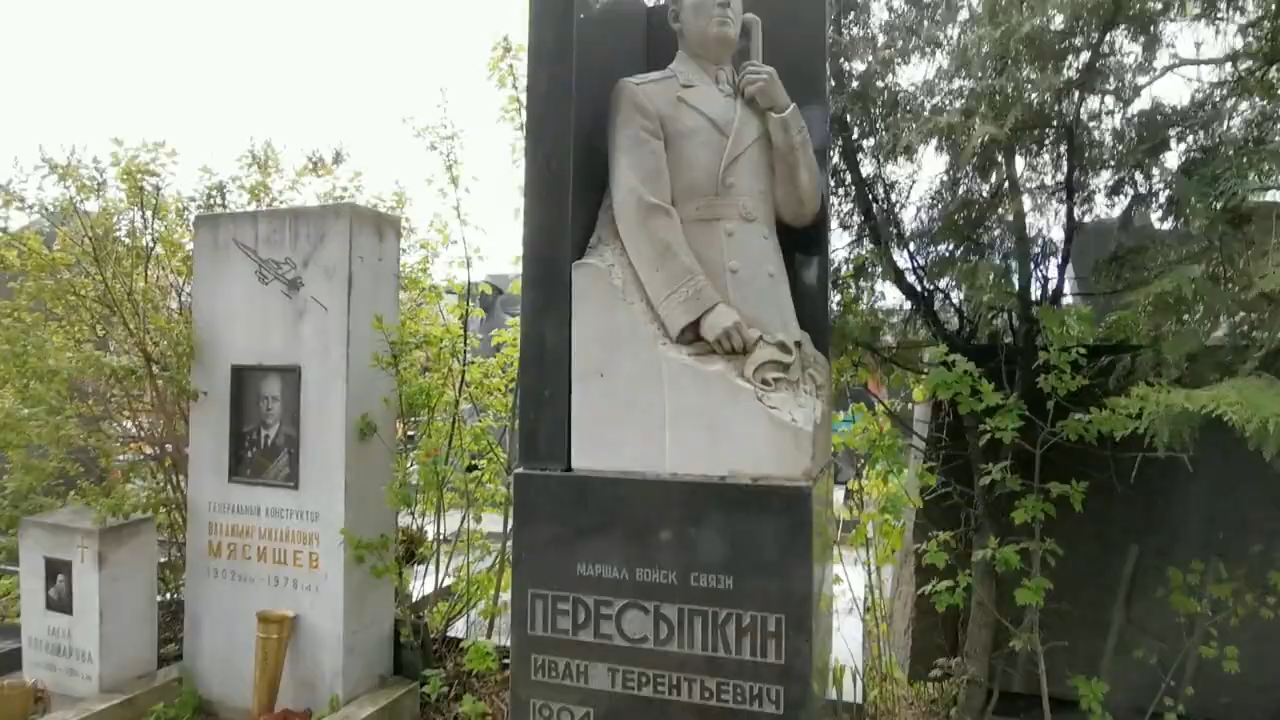 ГЕНЕРАЛЬНЫЙ КОНСТРУКТОР
ВЛАДИМИР МИХАЙЛОВИЧ
МЯСИЩЕВ
1902 - 1978
МАРШАЛ ВОЙСК СВЯЗИ
ПЕРЕСЫПКИН
ИВАН ТЕРЕНТЬЕВИЧ
1904